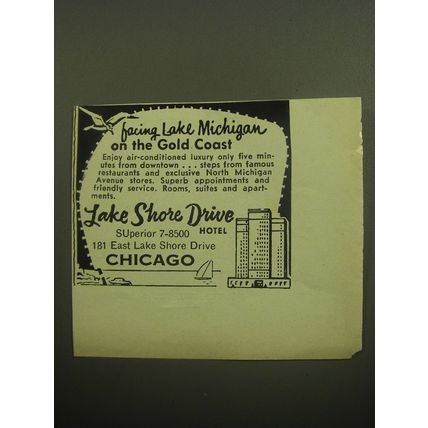 facing Lake Michigan
on the Gold Coast
Enjoy air-conditioned luxury only five min-
utes from downtown . . . steps from famous
restaurants and exclusive North Michigan
Avenue stores. Superb appointments and
friendly service. Rooms, suites and apart-
ments.
Lake Shore Drive
HOTEL
SUperior 7-8500
181 East Lake Shore Drive
CHICAGO